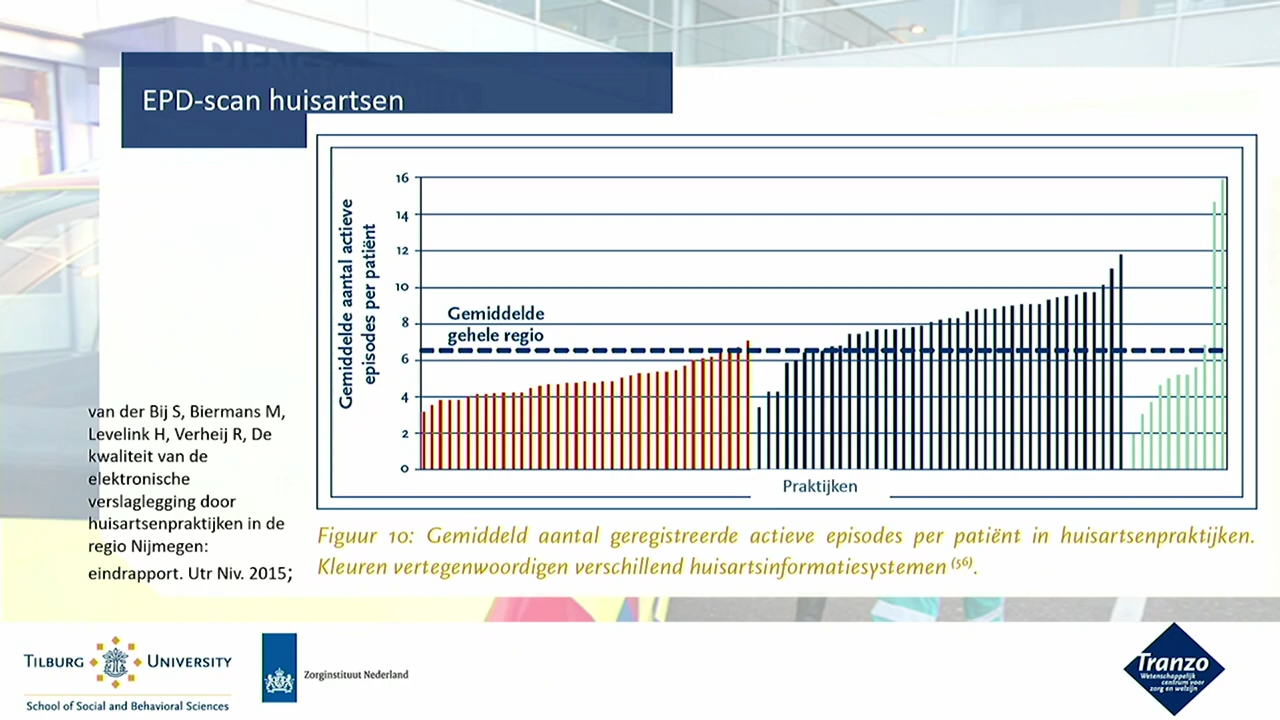 DIENST
EPD-scan huisartsen
Gemiddelde aantal actieve
episodes per patiënt
16
14
12
10
8
6
4
2
0
Gemiddelde
gehele regio
Praktijken
van der Bij S, Biermans M,
Levelink H, Verheij R, De
kwaliteit van de
elektronische
verslaglegging door
huisartsenpraktijken in de
regio Nijmegen:
eindrapport. Utr Niv. 2015;
Figuur 10: Gemiddeld aantal geregistreerde actieve episodes per patiënt in huisartsenpraktijken.
Kleuren vertegenwoordigen verschillend huisartsinformatiesystemen (56).
TILBURG UNIVERSITY
School of Social and Behavioral Sciences
Zorginstituut Nederland
Tranzo
Wetenschappelijk
centrum voor
zorg en welzijn